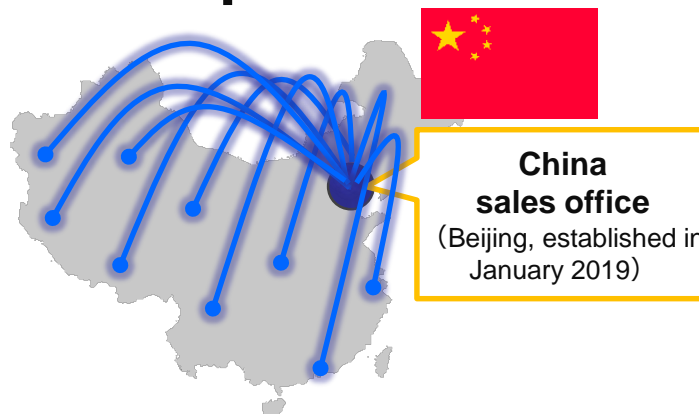 China
sales office
（Beijing, established in
January 2019）